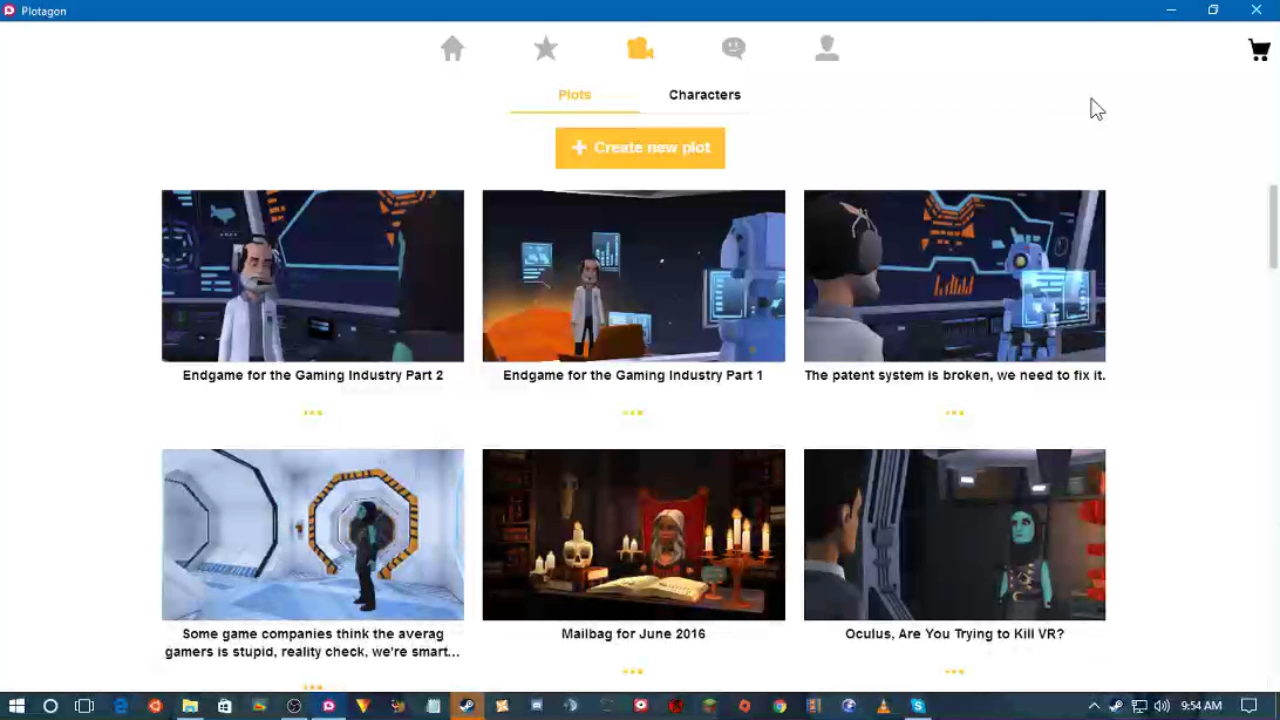 Plotagon
Plots
Characters
Create new plot
Endgame for the Gaming Industry Part 2
Endgame for the Gaming Industry Part 1
The patent system is broken, we need to fix it.
Some game companies think the averag
gamers is stupid, reality check, we're smart...
Mailbag for June 2016
Oculus, Are You Trying to Kill VR?
9:54 AM